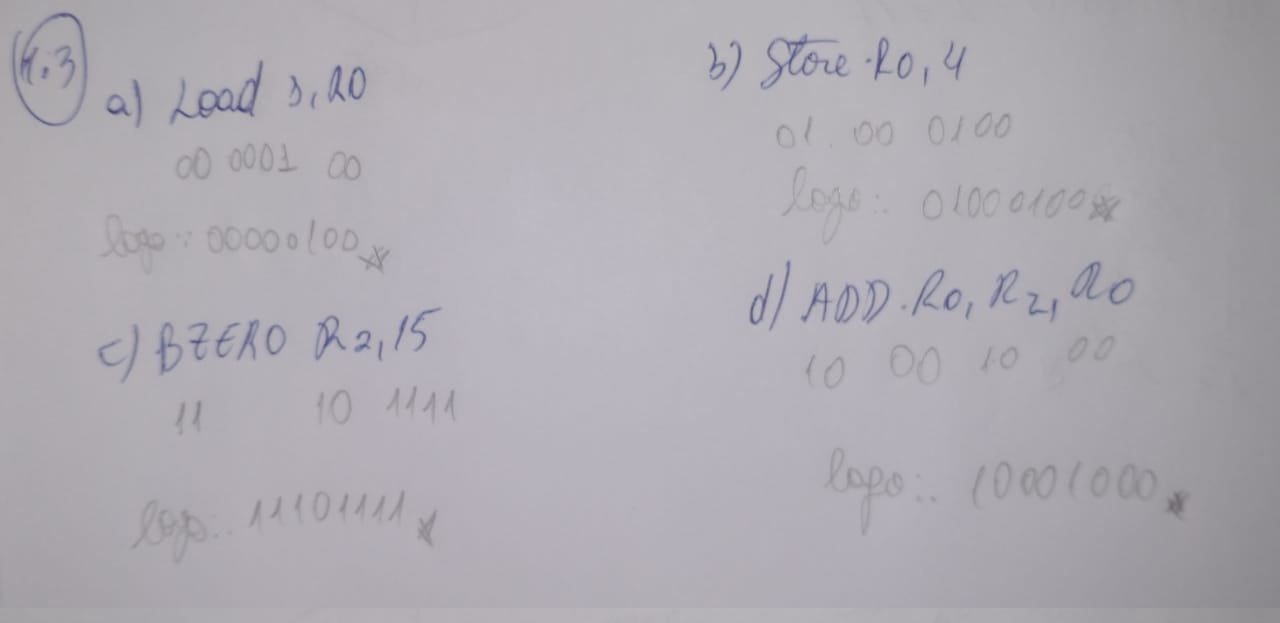 1.3
a) Load 3, R0
00 0001 00
logo: 00000100
b) Store R0, 4
01 00 0100
logo: 01000100
c) BZERO R2, 15
11 10 1111
logo: 11101111
d) ADD R0, R2, R0
10 00 10 00
logo: 10001000